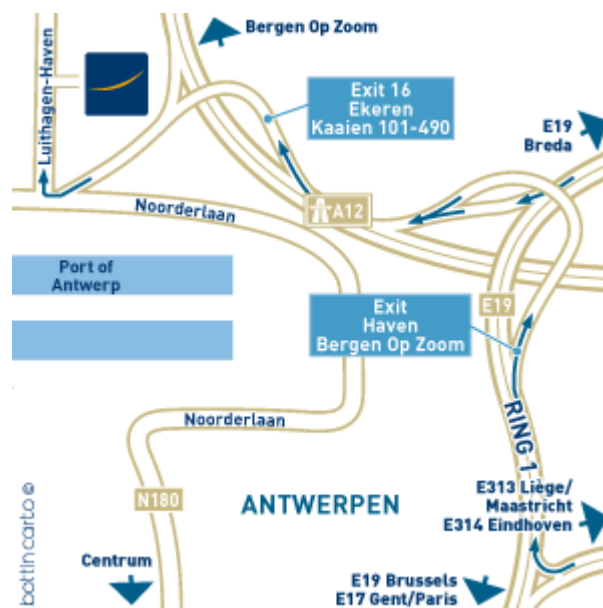 Bergen Op Zoom
Luithagen-Haven
Exit 16
Ekeren
Kaaien 101-490
E19
Breda
Noorderlaan
A12
Port of
Antwerp
E19
Exit
Haven
Bergen Op Zoom
Noorderlaan
RING 1
N180
ANTWERPEN
E313 Liège/
Maastricht
E314 Eindhoven
Centrum
E19 Brussels
E17 Gent/Paris
bottin carto ©